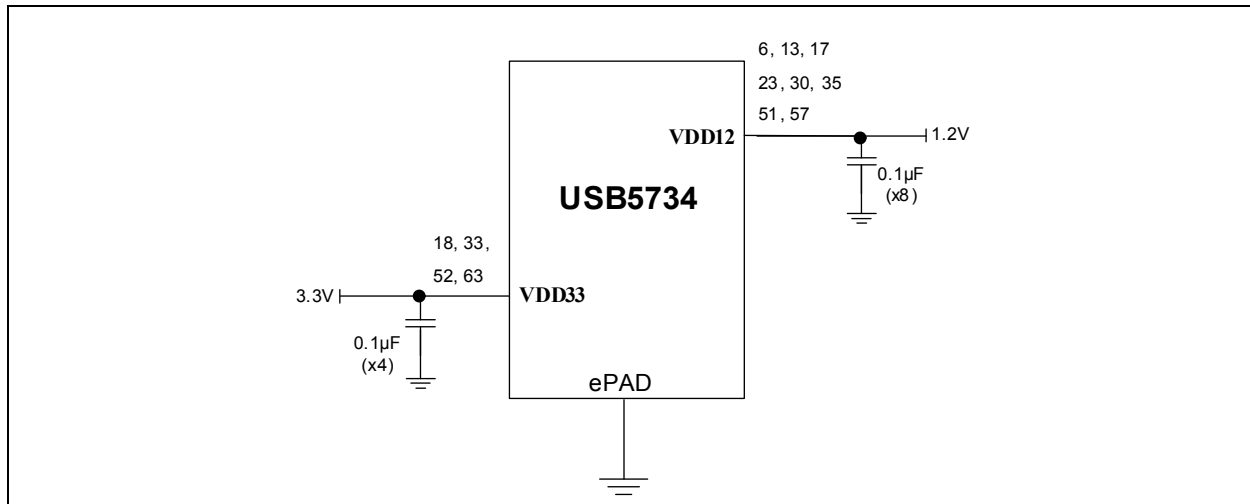 6, 13, 17
23, 30, 35
51, 57
VDD12
1.2V
0.1µF
(x8)
USB5734
18, 33,
52, 63
3.3V
VDD33
0.1µF
(x4)
ePAD